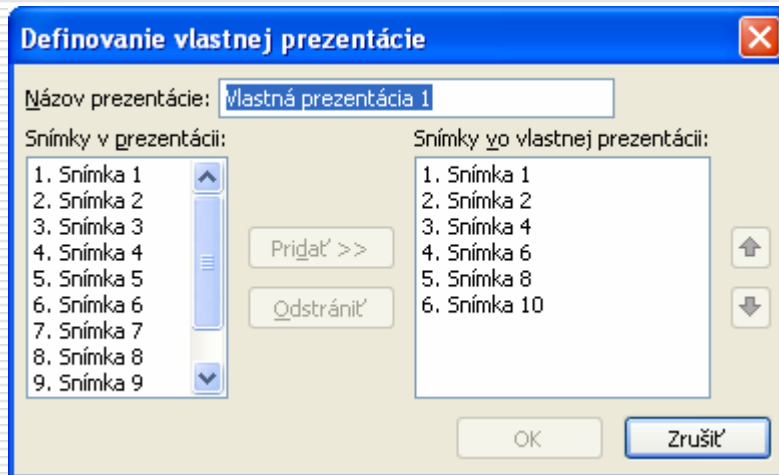 Definovanie vlastnej prezentácie
Názov prezentácie: Vlastná prezentácia 1
Snímky v prezentácii:
1. Snímka 1
2. Snímka 2
3. Snímka 3
4. Snímka 4
5. Snímka 5
6. Snímka 6
7. Snímka 7
8. Snímka 8
9. Snímka 9
Pridať >>
Odstrániť
Snímky vo vlastnej prezentácii:
1. Snímka 1
2. Snímka 2
3. Snímka 4
4. Snímka 6
5. Snímka 8
6. Snímka 10
OK
Zrušiť